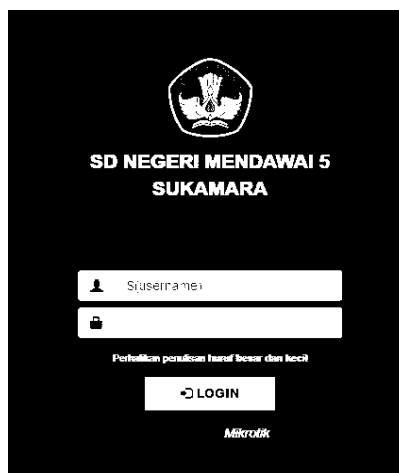 SD NEGERI MENDAWAI 5
SUKAMARA
S(username)
Perhatikan penulisan huruf besar dan kecil
LOGIN
Mikrotik